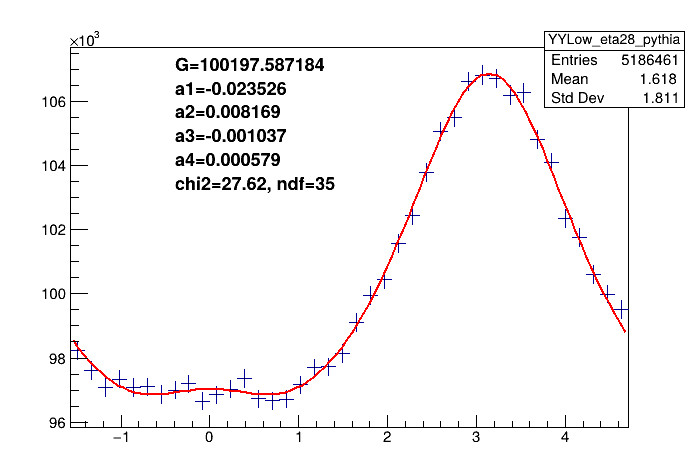 ×10³
YYLow_eta28_pythia
Entries 5186461
Mean 1.618
Std Dev 1.811
G=100197.587184
a1=-0.023526
a2=0.008169
a3=-0.001037
a4=0.000579
chi2=27.62, ndf=35
106
104
102
100
98
96
−1 0 1 2 3 4